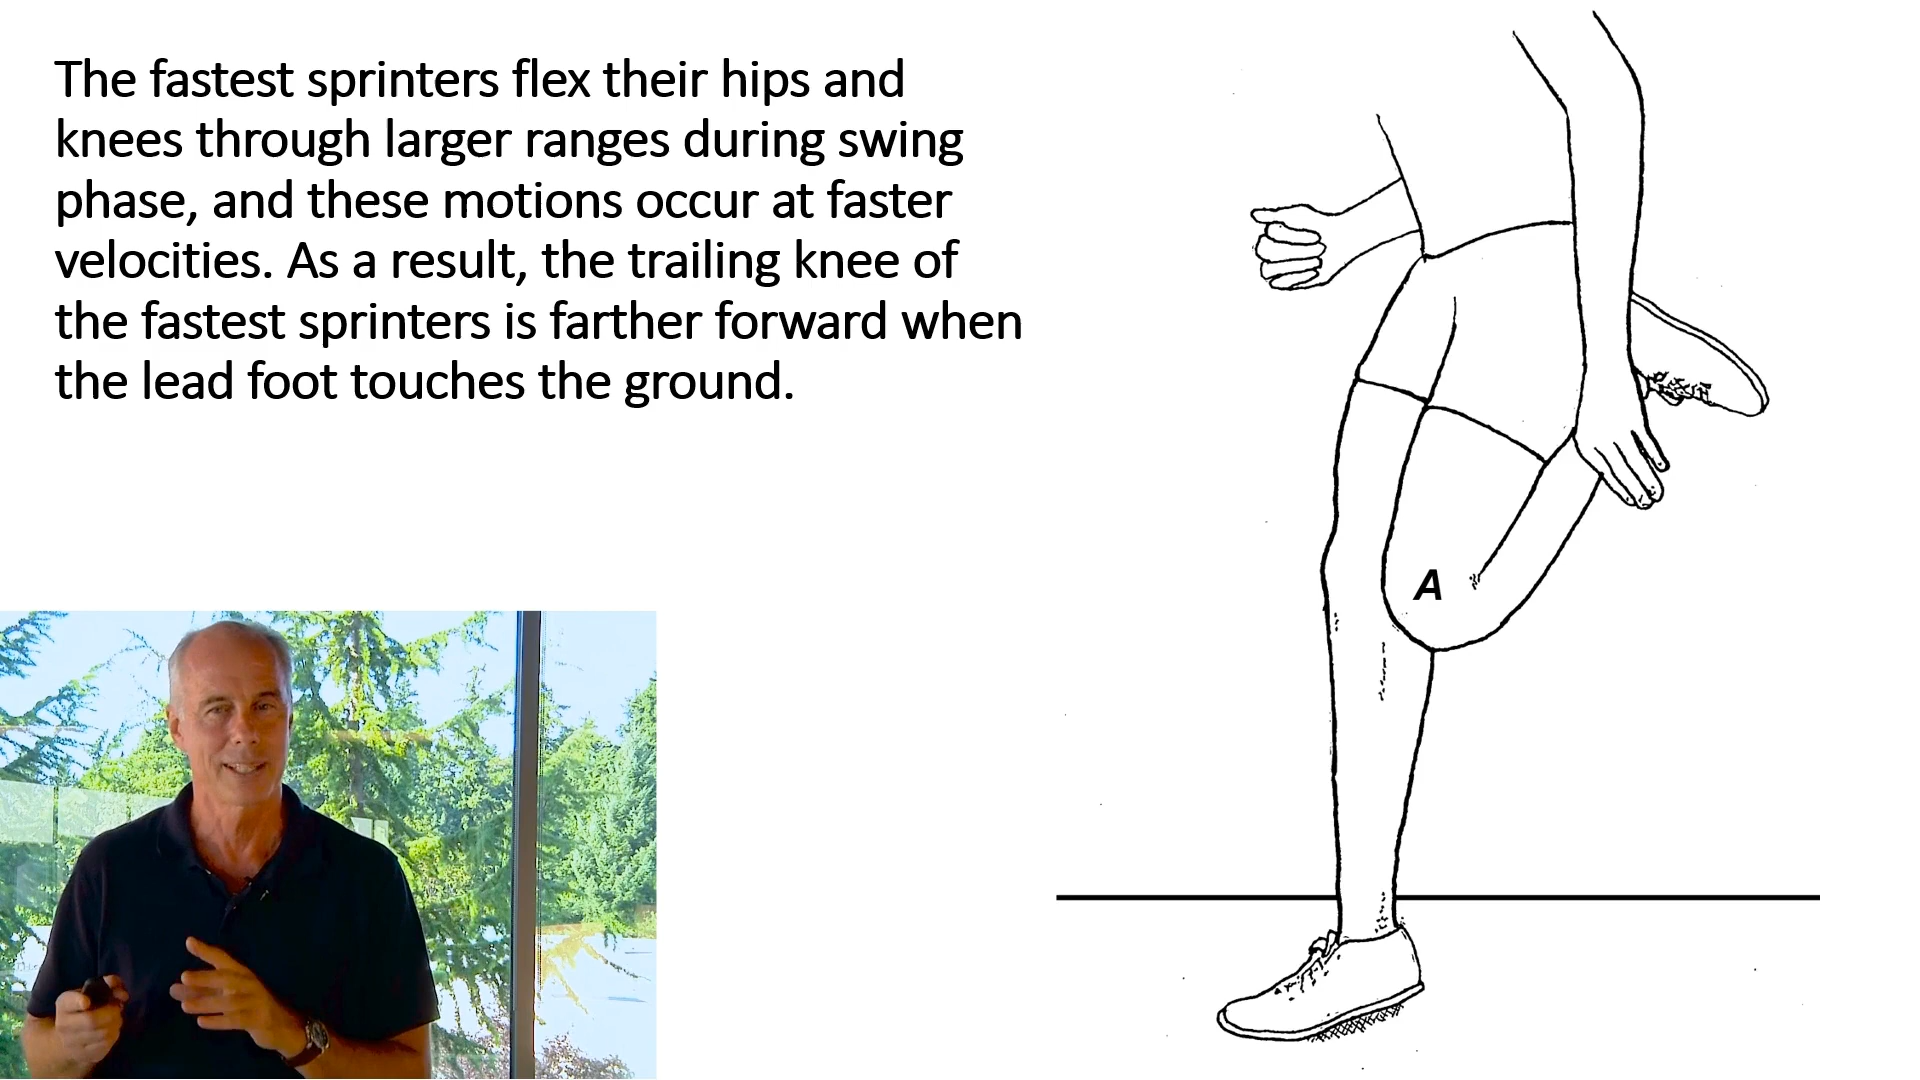 The fastest sprinters flex their hips and
knees through larger ranges during swing
phase, and these motions occur at faster
velocities. As a result, the trailing knee of
the fastest sprinters is farther forward when
the lead foot touches the ground.
A